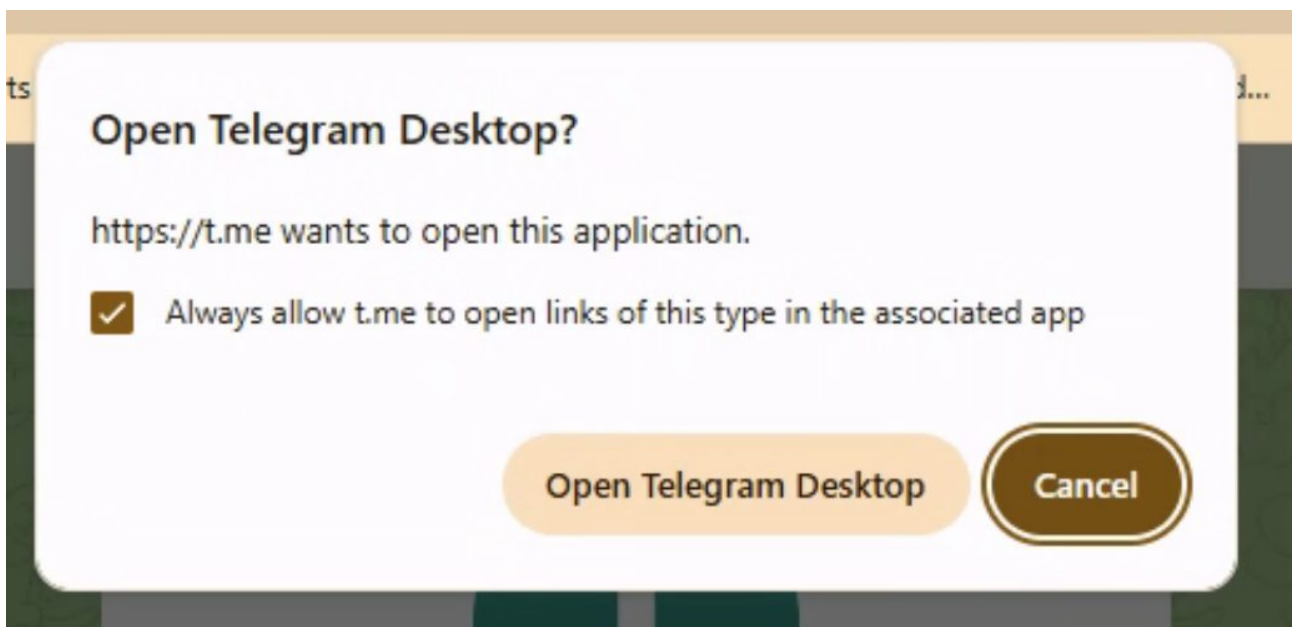 ts
d...
Open Telegram Desktop?
https://t.me wants to open this application.
Always allow t.me to open links of this type in the associated app
Open Telegram Desktop
Cancel